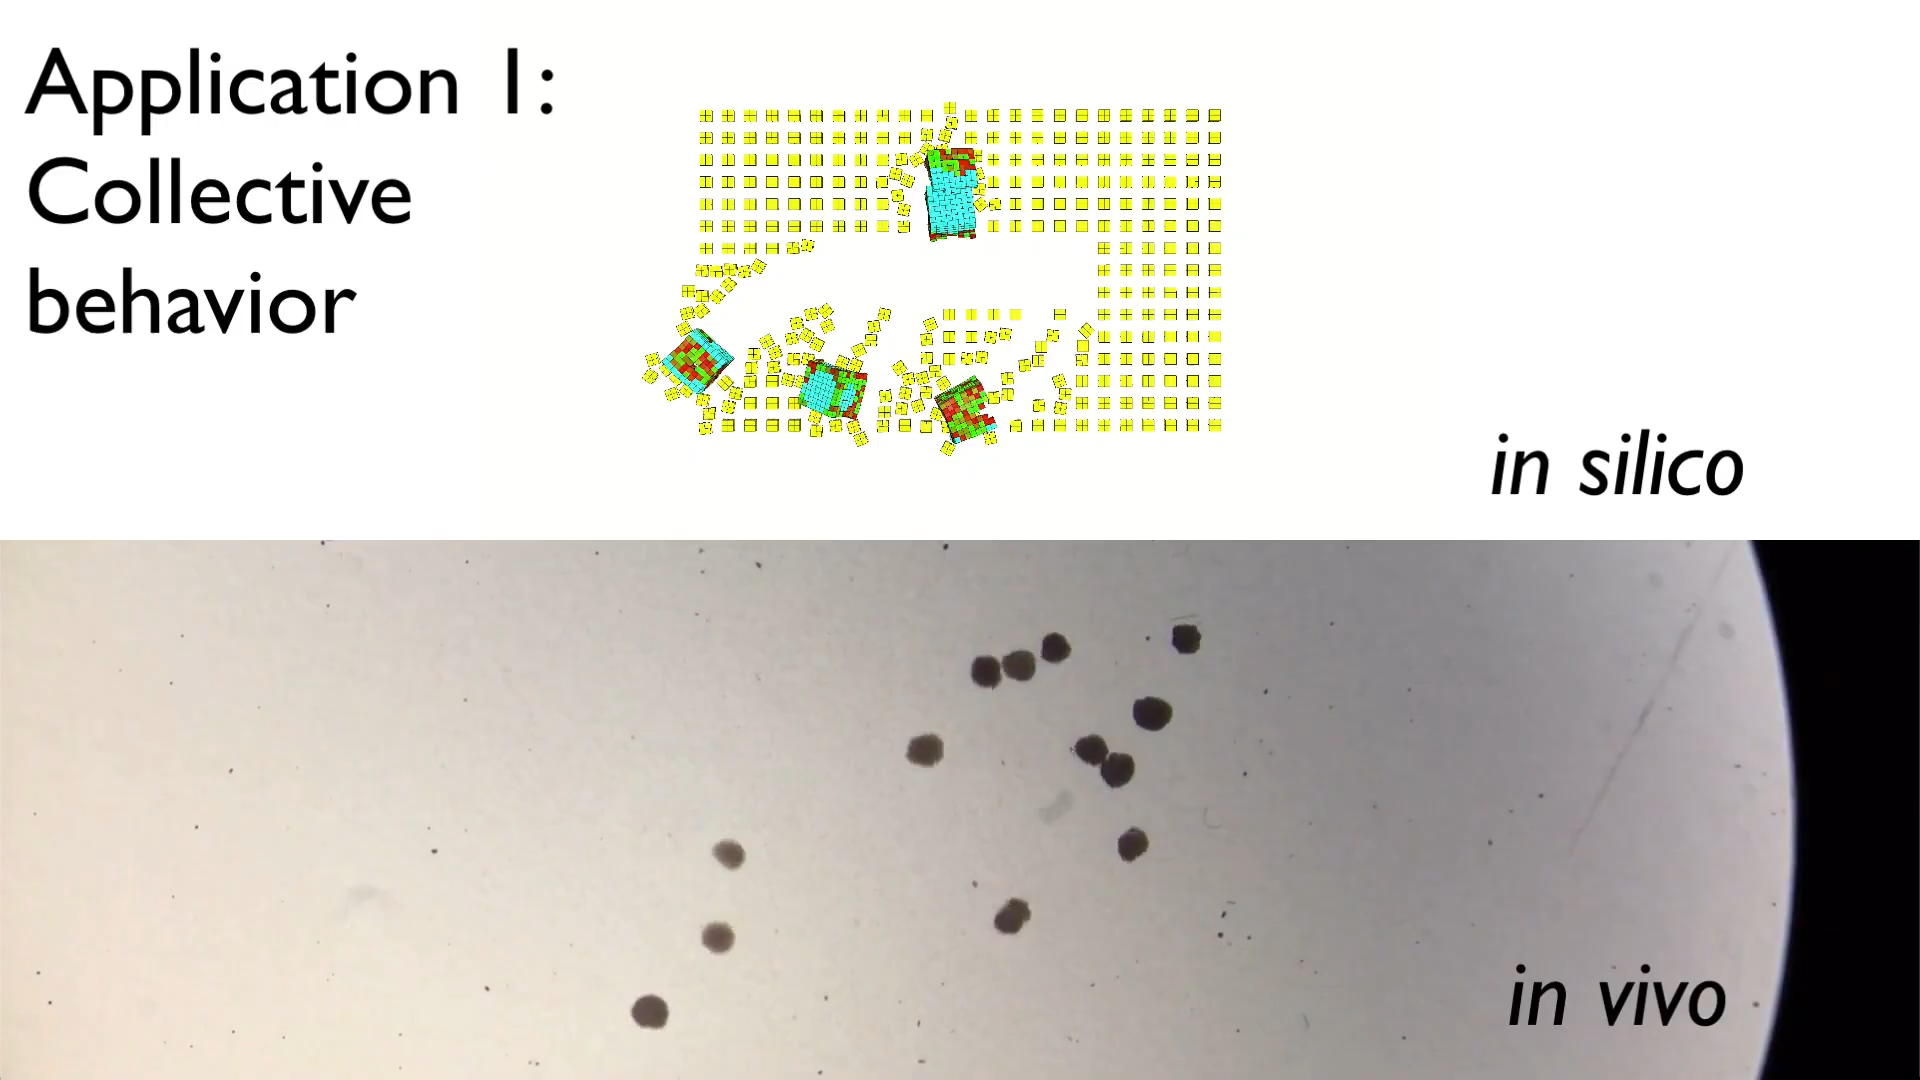 Application 1:
Collective
behavior
in silico
in vivo